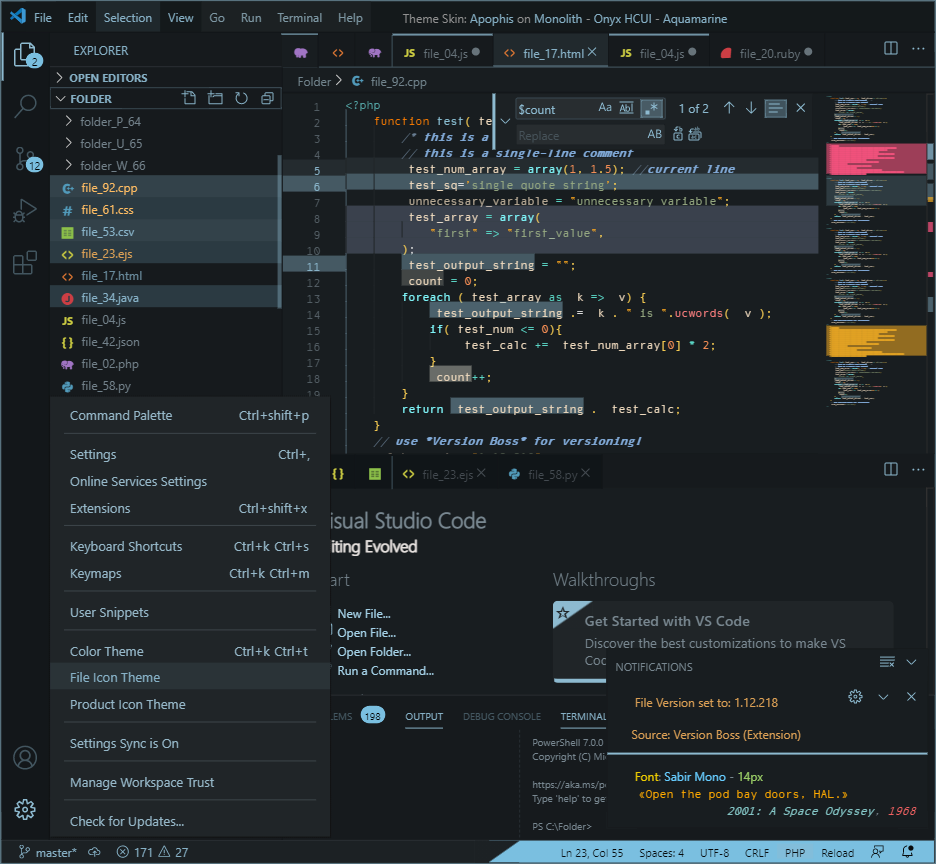 File Edit Selection View Go Run Terminal Help Theme Skin: Apophis on Monolith - Onyx HCUI - Aquamarine
2
12
EXPLORER
OPEN EDITORS
FOLDER
folder_P_64
folder_U_65
folder_W_66
file_92.cpp
file_61.css
file_53.csv
file_23.ejs
file_17.html
file_34.java
file_04.js
file_42.json
file_02.php
file_58.py
JS file_04.js
file_17.html
JS file_04.js
file_20.ruby
Folder > file_92.cpp
$count Aa Abl .* 1 of 2
Replace AB
1 <?php
2 function test(
3 /* this is a
4 // this is a single-line comment
5 test_num_array = array(1, 1.5); //current line
6 test_sq='single quote string';
7 unnecessary_variable = "unnecessary variable";
8 test_array = array(
9 "first" => "first_value",
10 );
11 test_output_string = "";
12 count = 0;
13 foreach ( test_array as k => v) {
14 test_output_string .= k . " is ".ucwords( v );
15 if( test_num <= 0){
16 test_calc += test_num_array[0] * 2;
17 }
18 count++;
19 }
return test_output_string . test_calc;
}
// use *Version Boss* for versioning!
Command Palette Ctrl+shift+p
Settings Ctrl+,
Online Services Settings
Extensions Ctrl+shift+x
Keyboard Shortcuts Ctrl+k Ctrl+s
Keymaps Ctrl+k Ctrl+m
User Snippets
Color Theme Ctrl+k Ctrl+t
File Icon Theme
Product Icon Theme
Settings Sync is On
Manage Workspace Trust
Check for Updates...
file_23.ejs
file_58.py
isual Studio Code
iting Evolved
art
New File...
Open File...
Open Folder...
Run a Command...
Walkthroughs
Get Started with VS Code
Discover the best customizations to make VS
Coc
LEMS 198 OUTPUT DEBUG CONSOLE TERMINAL
PowerShell 7.0.0
Copyright (C) Mi
https://aka.ms/p
Type 'help' to ge
PS C:\Folder>
NOTIFICATIONS
File Version set to: 1.12.218
Source: Version Boss (Extension)
Font: Sabir Mono - 14px
«Open the pod bay doors, HAL.»
2001: A Space Odyssey, 1968
master* 171 27 Ln 23, Col 55 Spaces: 4 UTF-8 CRLF PHP Reload